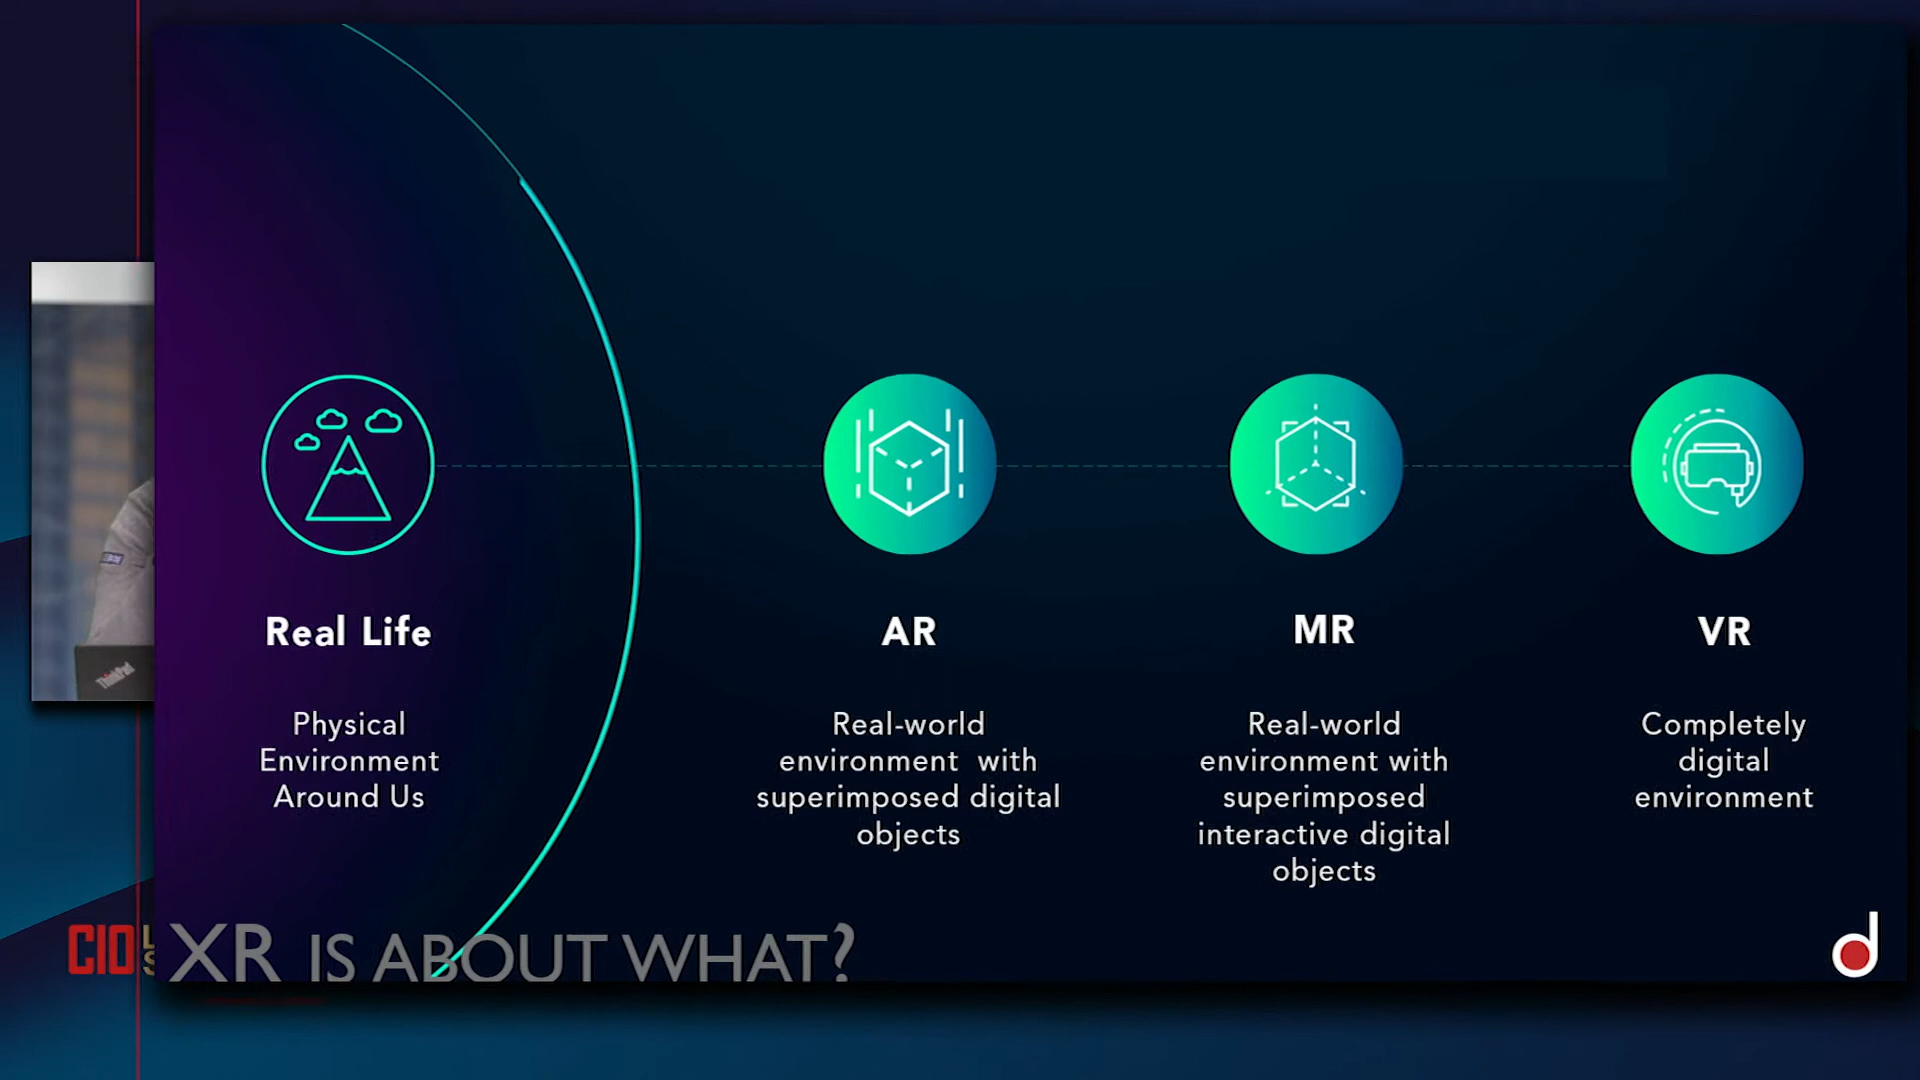 Real Life
AR
MR
VR
Physical
Environment
Around Us
Real-world
environment with
superimposed digital
objects
Real-world
environment with
superimposed
interactive digital
objects
Completely
digital
environment
ThinkPad
CIO L
S
XR IS ABOUT WHAT?
d